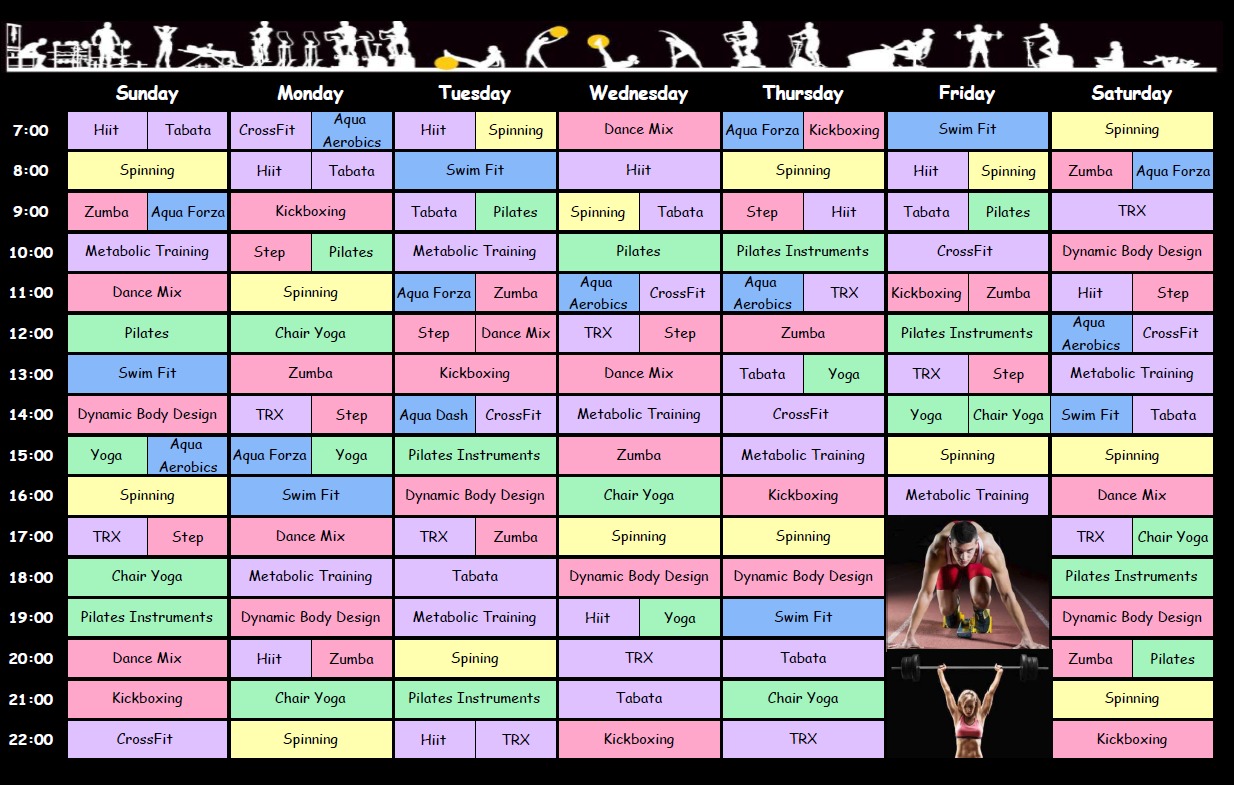 Sunday Monday Tuesday Wednesday Thursday Friday Saturday
7:00 Hiit Tabata CrossFit Aqua Aerobics Hiit Spinning Dance Mix Aqua Forza Kickboxing Swim Fit Spinning
8:00 Spinning Hiit Tabata Swim Fit Hiit Spinning Hiit Spinning Zumba Aqua Forza
9:00 Zumba Aqua Forza Kickboxing Tabata Pilates Spinning Tabata Step Hiit Tabata Pilates TRX
10:00 Metabolic Training Step Pilates Metabolic Training Pilates Pilates Instruments CrossFit Dynamic Body Design
11:00 Dance Mix Spinning Aqua Forza Zumba Aqua Aerobics CrossFit Aqua Aerobics TRX Kickboxing Zumba Hiit Step
12:00 Pilates Chair Yoga Step Dance Mix TRX Step Zumba Pilates Instruments Aqua Aerobics CrossFit
13:00 Swim Fit Zumba Kickboxing Dance Mix Tabata Yoga TRX Step Metabolic Training
14:00 Dynamic Body Design TRX Step Aqua Dash CrossFit Metabolic Training CrossFit Yoga Chair Yoga Swim Fit Tabata
15:00 Yoga Aqua Aerobics Aqua Forza Yoga Pilates Instruments Zumba Metabolic Training Spinning Spinning
16:00 Spinning Swim Fit Dynamic Body Design Chair Yoga Kickboxing Metabolic Training Dance Mix
17:00 TRX Step Dance Mix TRX Zumba Spinning Spinning TRX Chair Yoga
18:00 Chair Yoga Metabolic Training Tabata Dynamic Body Design Dynamic Body Design Pilates Instruments
19:00 Pilates Instruments Dynamic Body Design Metabolic Training Hiit Yoga Swim Fit Dynamic Body Design
20:00 Dance Mix Hiit Zumba Spining TRX Tabata Zumba Pilates
21:00 Kickboxing Chair Yoga Pilates Instruments Tabata Chair Yoga Spinning
22:00 CrossFit Spinning Hiit TRX Kickboxing TRX Kickboxing